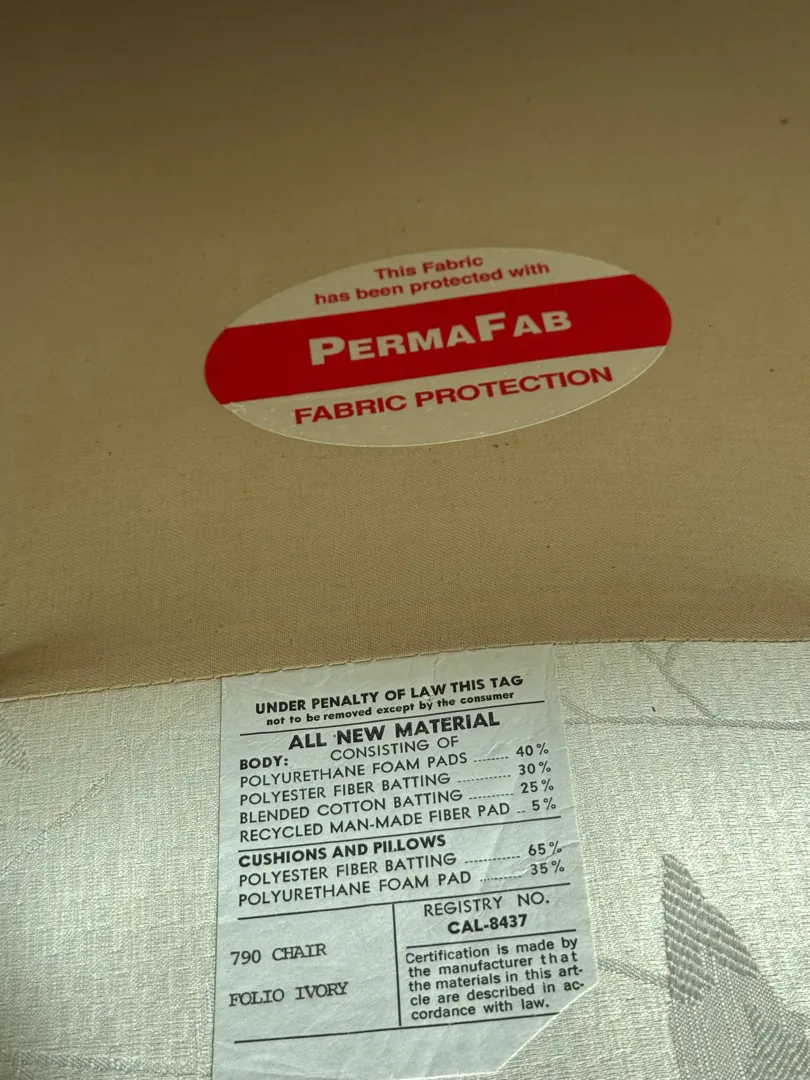 This Fabric
has been protected with
PERMAFAB
FABRIC PROTECTION
UNDER PENALTY OF LAW THIS TAG
not to be removed except by the consumer
ALL NEW MATERIAL
CONSISTING OF
BODY:
POLYURETHANE FOAM PADS ........ 40%
POLYESTER FIBER BATTING ............ 30%
BLENDED COTTON BATTING ........... 25%
RECYCLED MAN-MADE FIBER PAD .. 5%
CUSHIONS AND PILLOWS
POLYESTER FIBER BATTING ............ 65%
POLYURETHANE FOAM PAD .......... 35%
790 CHAIR
FOLIO IVORY
REGISTRY NO.
CAL-8437
Certification is made by
the manufacturer that
the materials in this art-
cle are described in ac-
cordance with law.